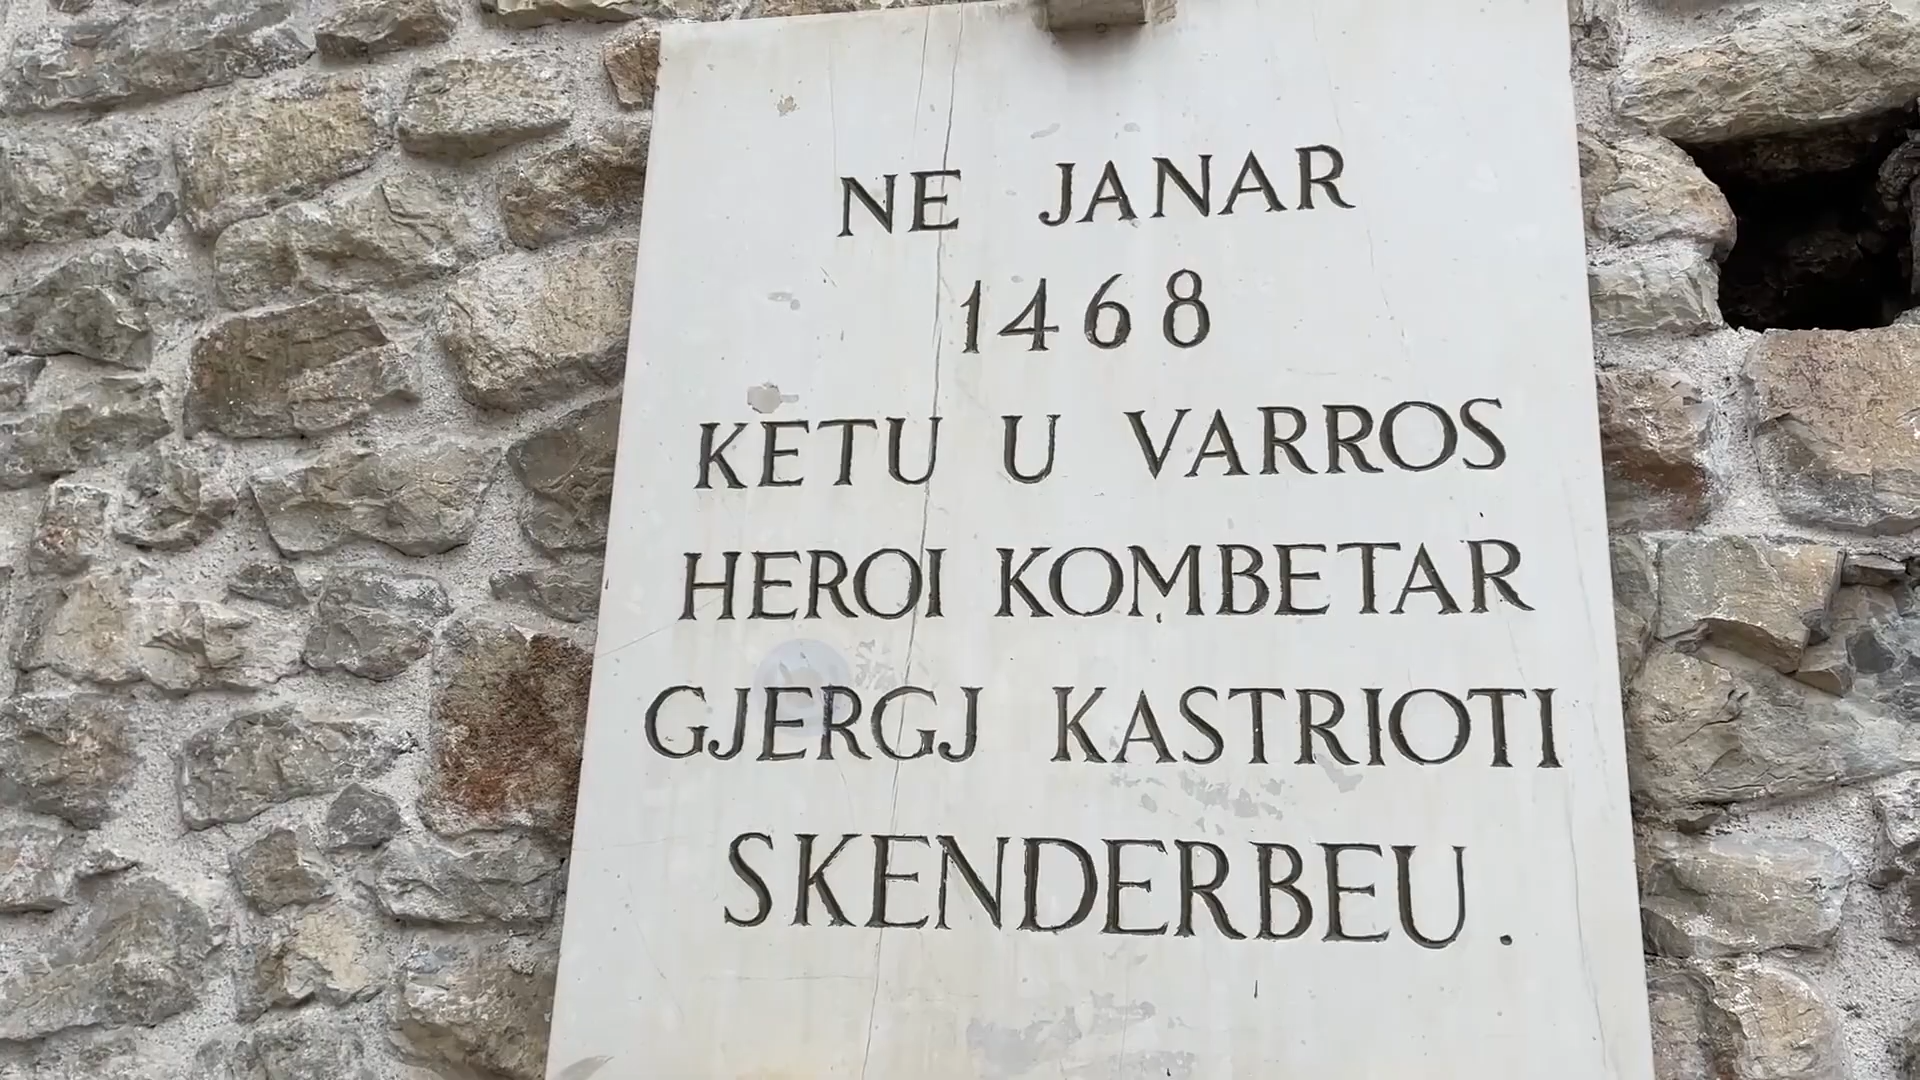 NE JANAR
1468
KETU U VARROS
HEROI KOMBETAR
GJERGJ KASTRIOTI
SKENDERBEU.